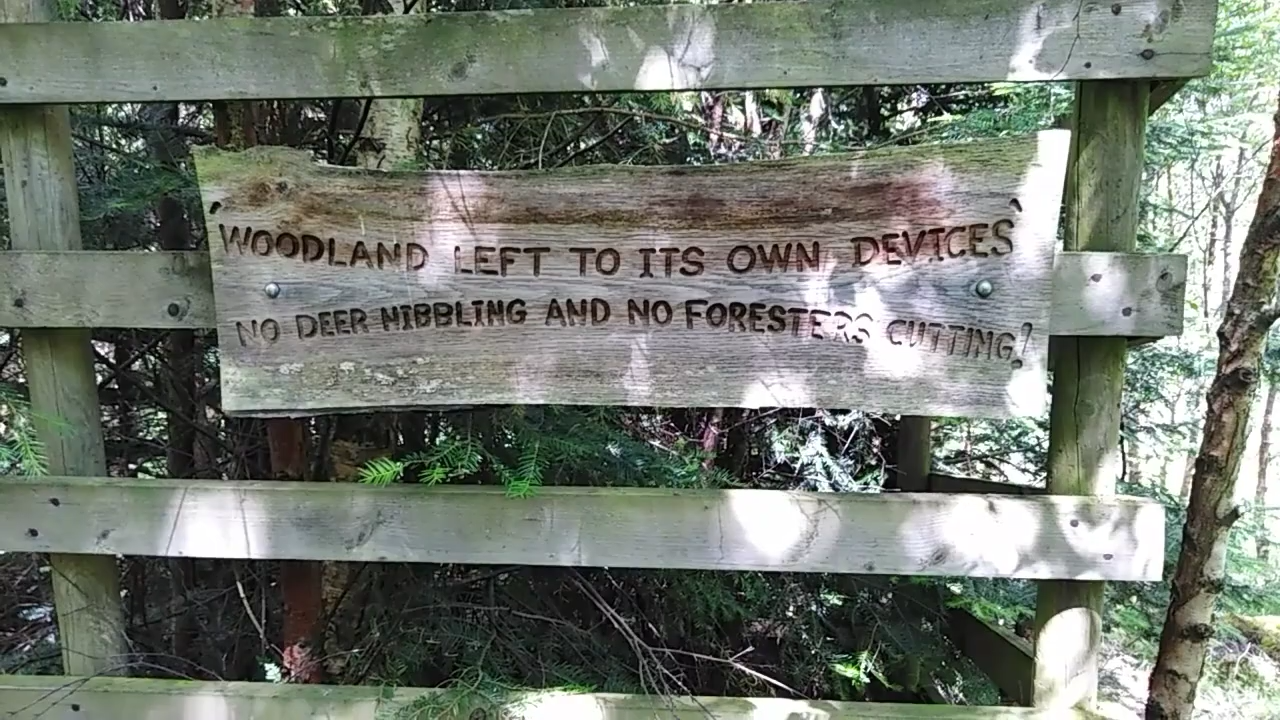 'WOODLAND LEFT TO ITS OWN DEVICES'
NO DEER NIBBLING AND NO FORESTERS CUTTING!